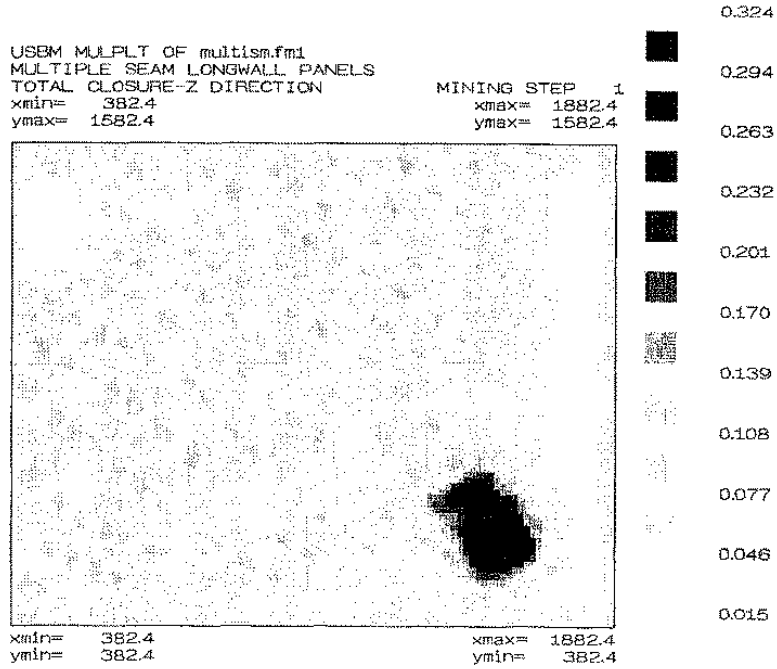 USBM MULPLT OF multism.fm1
MULTIPLE SEAM LONGWALL PANELS
TOTAL CLOSURE-Z DIRECTION MINING STEP 1
xmin= 382.4 xmax= 1882.4
ymax= 1582.4 ymax= 1582.4
xmin= 382.4 xmax= 1882.4
ymin= 382.4 ymin= 382.4
0.324
0.294
0.263
0.232
0.201
0.170
0.139
0.108
0.077
0.046
0.015